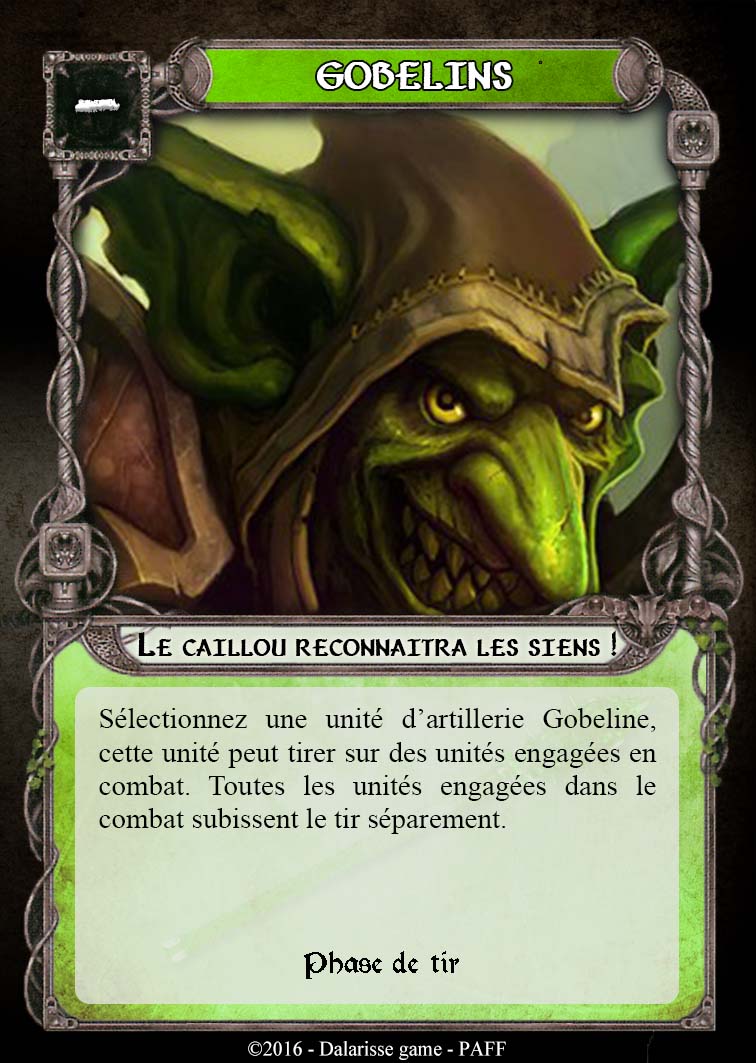 GOBELINS
LE CAILLOU RECONNAITRA LES SIENS !
Sélectionnez une unité d'artillerie Gobeline,
cette unité peut tirer sur des unités engagées en
combat. Toutes les unités engagées dans le
combat subissent le tir séparement.
Phase de tir
©2016 - Dalarisse game - PAFF